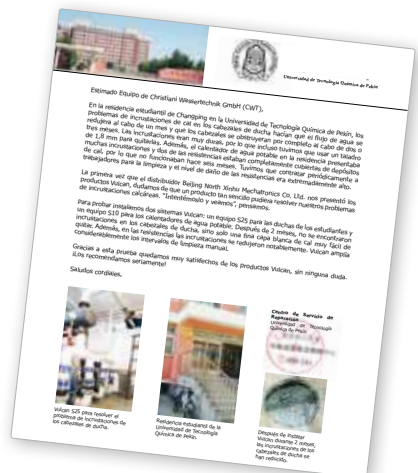 Universidad de Tecnología Química de Pekín
Estimado Equipo de Christiani Wassertechnik GmbH (CWT),
En la residencia estudiantil de Changping en la Universidad de Tecnología Química de Pekín, los
problemas de incrustaciones de cal en los cabezales de ducha hacían que el flujo de agua se
redujera al cabo de un mes y que los cabezales se obstruyeran por completo al cabo de dos o
tres meses. Las incrustaciones eran muy duras, por lo que incluso tuvimos que usar un taladro
de 1,8 mm para quitarlas. Además, el calentador de agua potable en la residencia presentaba
muchas incrustaciones y dos de las resistencias estaban completamente cubiertas de depósitos
de cal, por lo que no funcionaban hace seis meses. Tuvimos que contratar periódicamente a
trabajadores para la limpieza y el nivel de daño de las resistencias era extremadamente alto.
La primera vez que el distribuidor Beijing North Xinhu Mechatronics Co. Ltd. nos presentó los
productos Vulcan, dudamos de que un producto tan sencillo pudiera resolver nuestros problemas
de incrustaciones calcáreas. "Intentémoslo y veamos", pensamos.
Para probar instalamos dos sistemas Vulcan: un equipo S25 para las duchas de los estudiantes y
un equipo S10 para los calentadores de agua potable. Después de 2 meses, no se encontraron
incrustaciones en los cabezales de ducha, sino solo una fina capa blanca de cal muy fácil de
quitar. Además, en las resistencias las incrustaciones se redujeron notablemente. Vulcan amplía
considerablemente los intervalos de limpieza manual.
Gracias a esta prueba quedamos muy satisfechos de los productos Vulcan, sin ninguna duda.
¡Los recomendamos seriamente!
Saludos cordiales,
Centro de Servicio de
Reparación
Universidad de Tecnología
Química de Pekín
Vulcan S25 para resolver el
problema de incrustaciones de
los cabezales de ducha.
Residencia estudiantil de la
Universidad de Tecnología
Química de Pekín.
Después de instalar
Vulcan durante 2 meses,
las incrustaciones de los
cabezales de ducha se
han reducido.